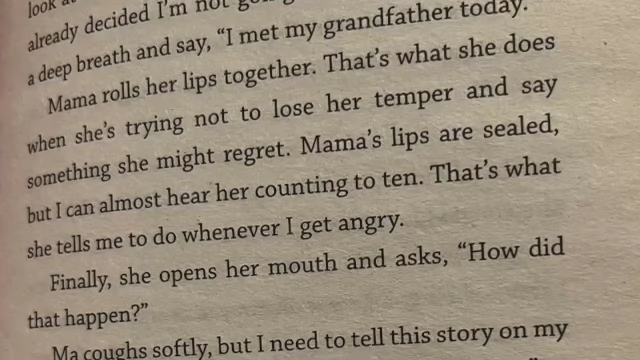 look
already decided I'm not
a deep breath and say, “I met my grandfather today.
Mama rolls her lips together. That's what she does
when she's trying not to lose her temper and say
something she might regret. Mama's lips are sealed,
but I can almost hear her counting to ten. That's what
she tells me to do whenever I get angry.
Finally, she opens her mouth and asks, “How did
that happen?”
Ma coughs softly, but I need to tell this story on my